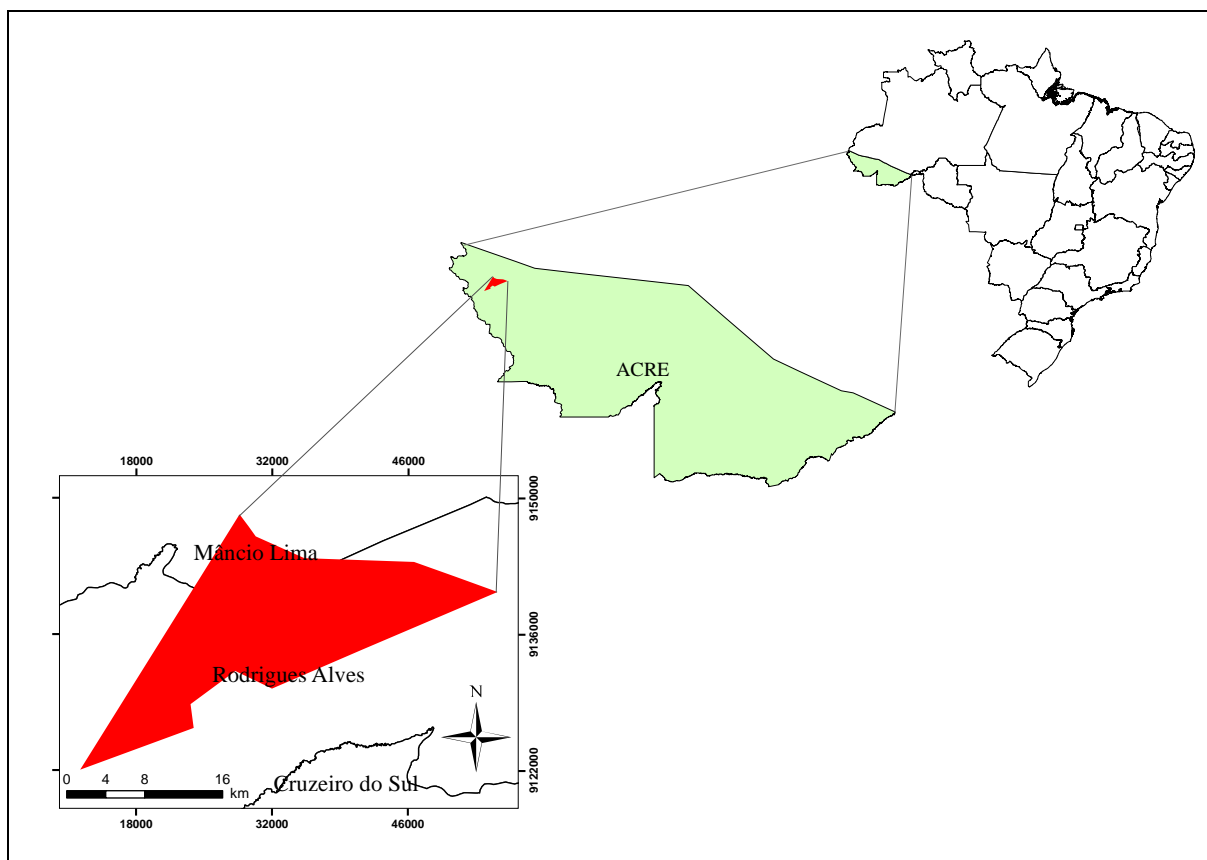 ACRE
18000 32000 46000
9150000
Mâncio Lima
9136000
Rodrigues Alves
N
9122000
Cruzeiro do Sul
0 4 8 16
km
18000 32000 46000